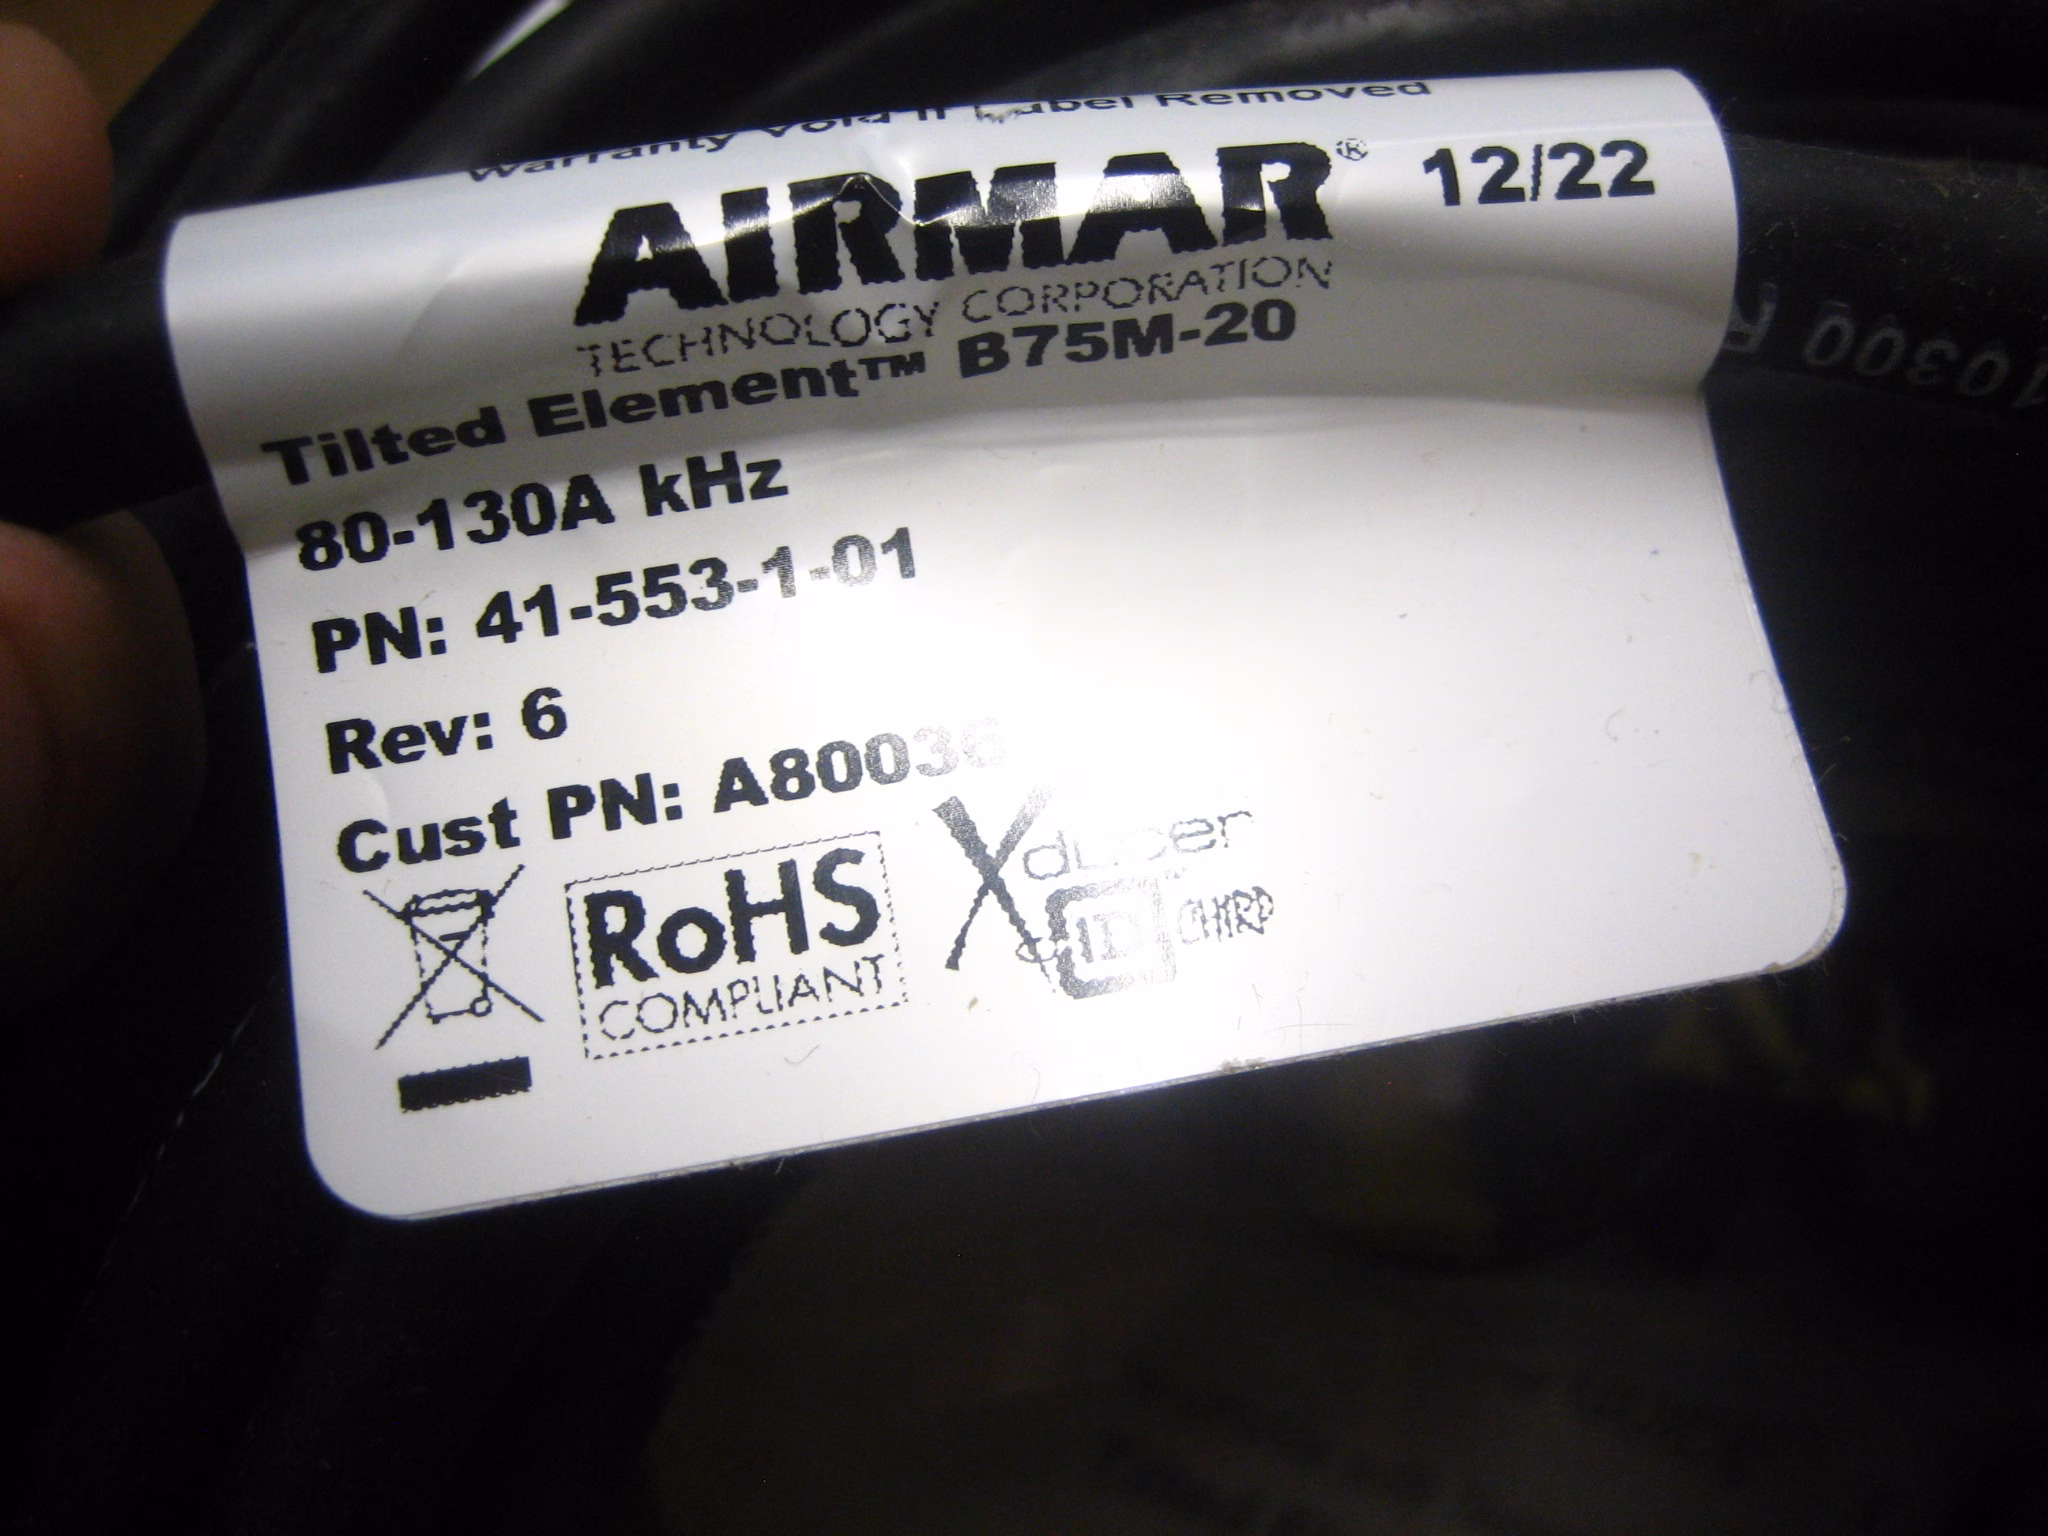 Warranty Void If Label Removed
AIRMAR® 12/22
TECHNOLOGY CORPORATION
Tilted Element™ B75M-20
80-130A kHz
PN: 41-553-1-01
Rev: 6
Cust PN: A80036
RoHS
COMPLIANT
Xducer
ID
CHIRP
10300